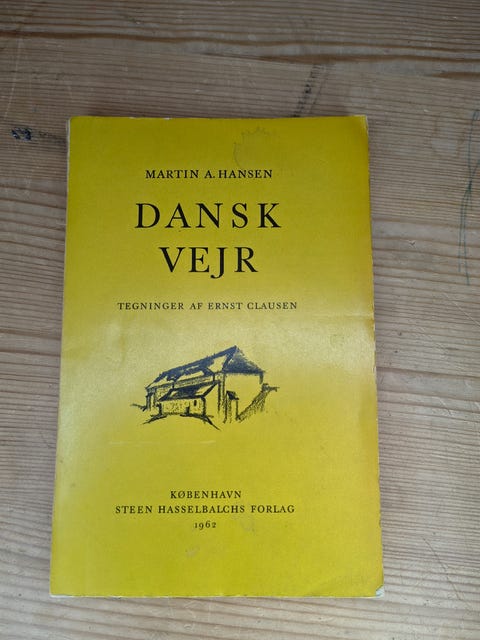 MARTIN A. HANSEN
DANSK
VEJR
TEGNINGER AF ERNST CLAUSEN
KØBENHAVN
STEEN HASSELBALCHS FORLAG
1962